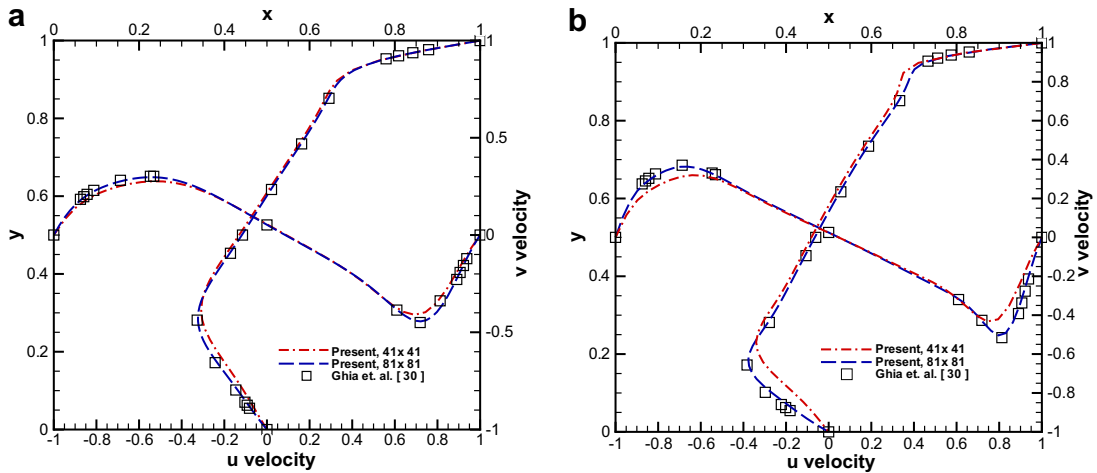 a
x
0 0.2 0.4 0.6 0.8 1
1
0.8
0.6
0.4
0.2
0
y
1
0.5
0
-0.5
-1
v velocity
Present, 41x 41
Present, 81x 81
Ghia et. al. [ 30 ]
-1 -0.8 -0.6 -0.4 -0.2 0 0.2 0.4 0.6 0.8 1
u velocity
b
x
0 0.2 0.4 0.6 0.8 1
1
0.8
0.6
0.4
0.2
0
y
1
0.8
0.6
0.4
0.2
0
-0.2
-0.4
-0.6
-0.8
-1
v velocity
Present, 41x 41
Present, 81x 81
Ghia et. al. [ 30 ]
-1 -0.8 -0.6 -0.4 -0.2 0 0.2 0.4 0.6 0.8 1
u velocity